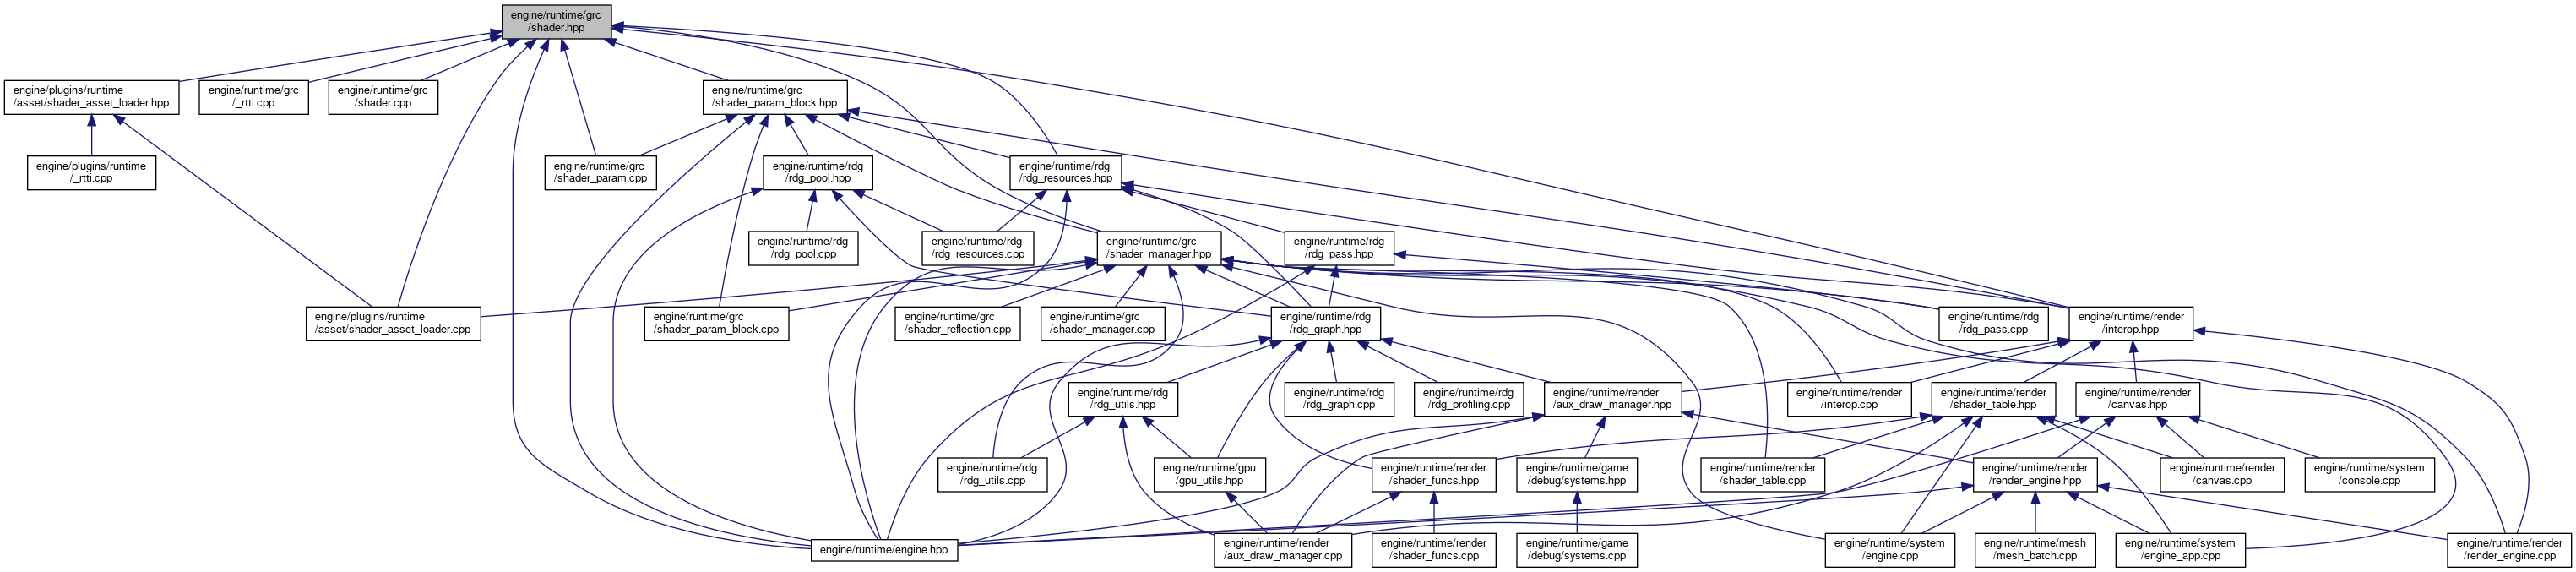 engine/runtime/grc
/shader.hpp
engine/plugins/runtime
/asset/shader_asset_loader.hpp
engine/runtime/grc
/_rtti.cpp
engine/runtime/grc
/shader.cpp
engine/runtime/grc
/shader_param_block.hpp
engine/plugins/runtime
/_rtti.cpp
engine/runtime/grc
/shader_param.cpp
engine/runtime/rdg
/rdg_pool.hpp
engine/runtime/rdg
/rdg_resources.hpp
engine/runtime/rdg
/rdg_pool.cpp
engine/runtime/rdg
/rdg_resources.cpp
engine/runtime/grc
/shader_manager.hpp
engine/runtime/rdg
/rdg_pass.hpp
engine/plugins/runtime
/asset/shader_asset_loader.cpp
engine/runtime/grc
/shader_param_block.cpp
engine/runtime/grc
/shader_reflection.cpp
engine/runtime/grc
/shader_manager.cpp
engine/runtime/rdg
/rdg_graph.hpp
engine/runtime/rdg
/rdg_pass.cpp
engine/runtime/render
/interop.hpp
engine/runtime/rdg
/rdg_utils.hpp
engine/runtime/rdg
/rdg_graph.cpp
engine/runtime/rdg
/rdg_profiling.cpp
engine/runtime/render
/aux_draw_manager.hpp
engine/runtime/render
/interop.cpp
engine/runtime/render
/shader_table.hpp
engine/runtime/render
/canvas.hpp
engine/runtime/rdg
/rdg_utils.cpp
engine/runtime/gpu
/gpu_utils.hpp
engine/runtime/render
/shader_funcs.hpp
engine/runtime/game
/debug/systems.hpp
engine/runtime/render
/shader_table.cpp
engine/runtime/render
/render_engine.hpp
engine/runtime/render
/canvas.cpp
engine/runtime/system
/console.cpp
engine/runtime/engine.hpp
engine/runtime/render
/aux_draw_manager.cpp
engine/runtime/render
/shader_funcs.cpp
engine/runtime/game
/debug/systems.cpp
engine/runtime/system
/engine.cpp
engine/runtime/mesh
/mesh_batch.cpp
engine/runtime/system
/engine_app.cpp
engine/runtime/render
/render_engine.cpp